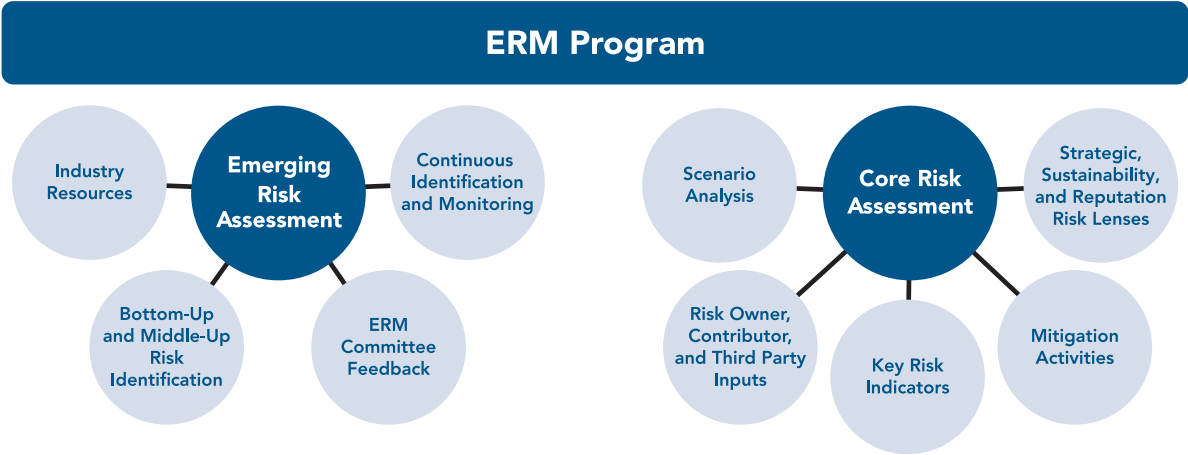 ERM Program
Industry
Resources
Emerging
Risk
Assessment
Continuous
Identification
and Monitoring
Bottom-Up
and Middle-Up
Risk
Identification
ERM
Committee
Feedback
Scenario
Analysis
Core Risk
Assessment
Strategic,
Sustainability,
and Reputation
Risk Lenses
Risk Owner,
Contributor,
and Third Party
Inputs
Key Risk
Indicators
Mitigation
Activities